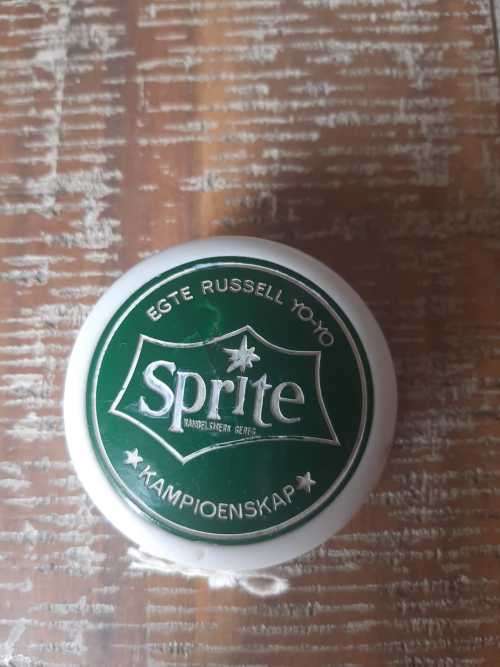 EGTE RUSSELL YO-YO
Sprite
HANDELSMERK GEREG
KAMPIOENSKAP